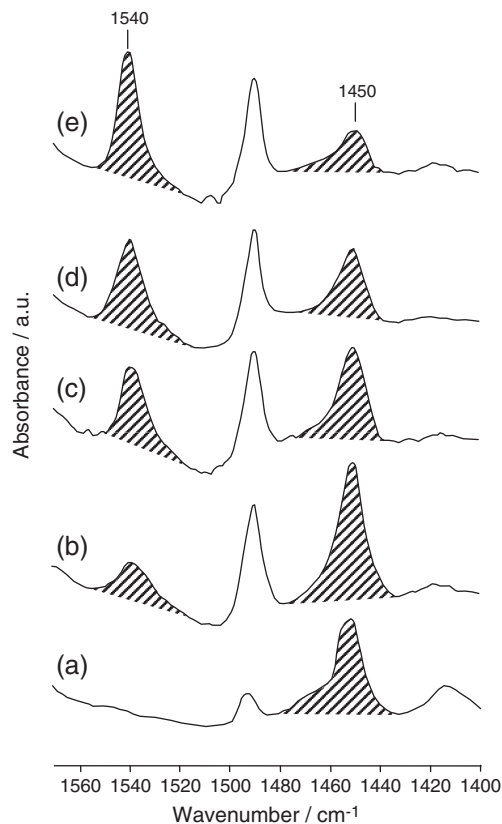 1540
1450
(e)
(d)
(c)
(b)
(a)
Absorbance / a.u.
1560 1540 1520 1500 1480 1460 1440 1420 1400
Wavenumber / cm-1